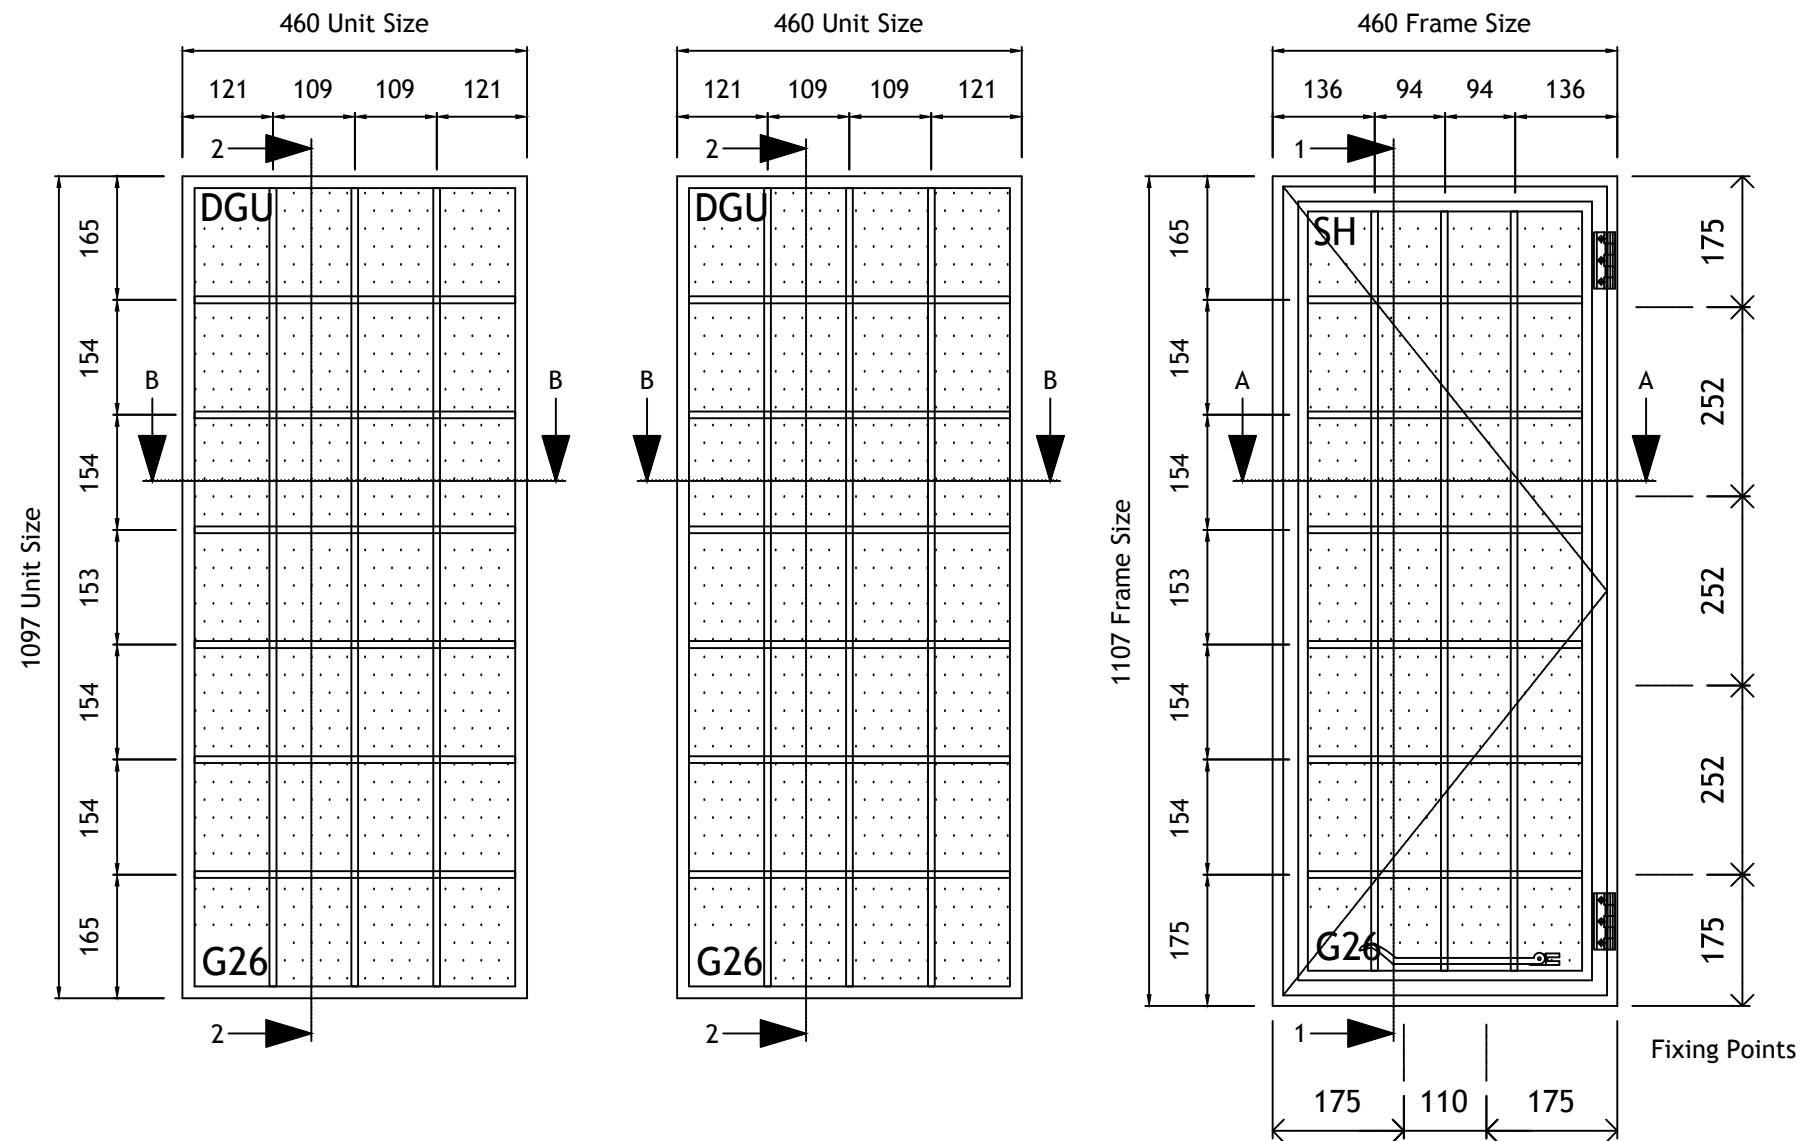 460 Unit Size
460 Unit Size
460 Frame Size
121 109 109 121
121 109 109 121
136 94 94 136
2
2
1
DGU
DGU
SH
165
154
154
153
154
154
165
1097 Unit Size
B
B
B
B
A
A
165
154
154
153
154
154
175
1107 Frame Size
175
252
252
252
175
G26
G26
G26
2
2
1
Fixing Points
175 110 175